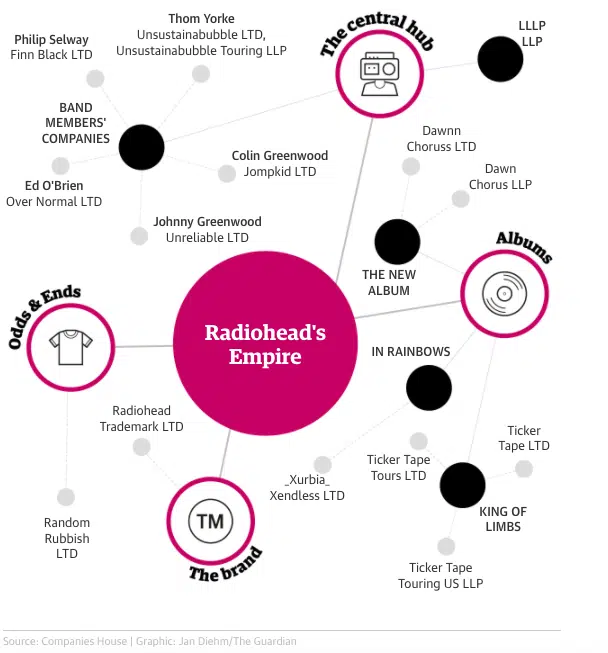 The central hub
LLLP
LLP
Thom Yorke
Unsustainabubble LTD,
Unsustainabubble Touring LLP
Philip Selway
Finn Black LTD
BAND
MEMBERS'
COMPANIES
Colin Greenwood
Jompkid LTD
Ed O'Brien
Over Normal LTD
Johnny Greenwood
Unreliable LTD
Dawnn
Choruss LTD
Dawn
Chorus LLP
THE NEW
ALBUM
Albums
Odds & Ends
Radiohead's
Empire
IN RAINBOWS
Radiohead
Trademark LTD
_Xurbia_
Xendless LTD
Ticker Tape
Tours LTD
Ticker
Tape LTD
KING OF
LIMBS
Ticker Tape
Touring US LLP
Random
Rubbish
LTD
TM
The brand
Source: Companies House | Graphic: Jan Diehm/The Guardian